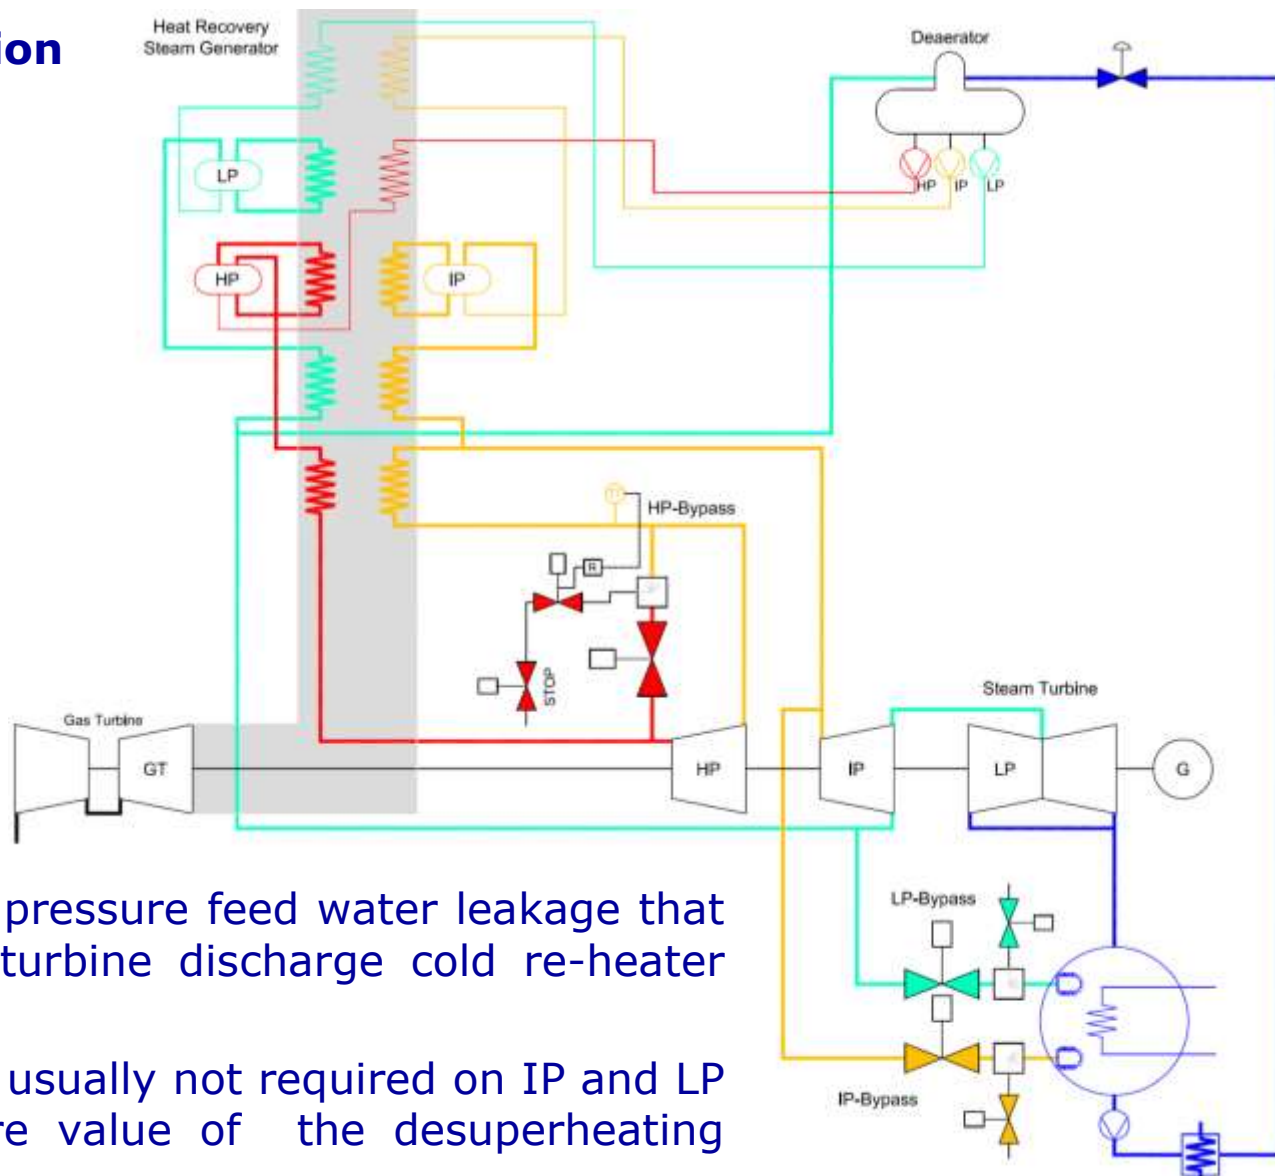 ion
Heat Recovery
Steam Generator
Deaerator
LP
HP
IP
LP
HP
IP
HP-Bypass
R
STOP
Steam Turbine
Gas Turbine
GT
HP
IP
LP
G
pressure feed water leakage that
LP-Bypass
turbine discharge cold re-heater
usually not required on IP and LP
IP-Bypass
re value of the desuperheating